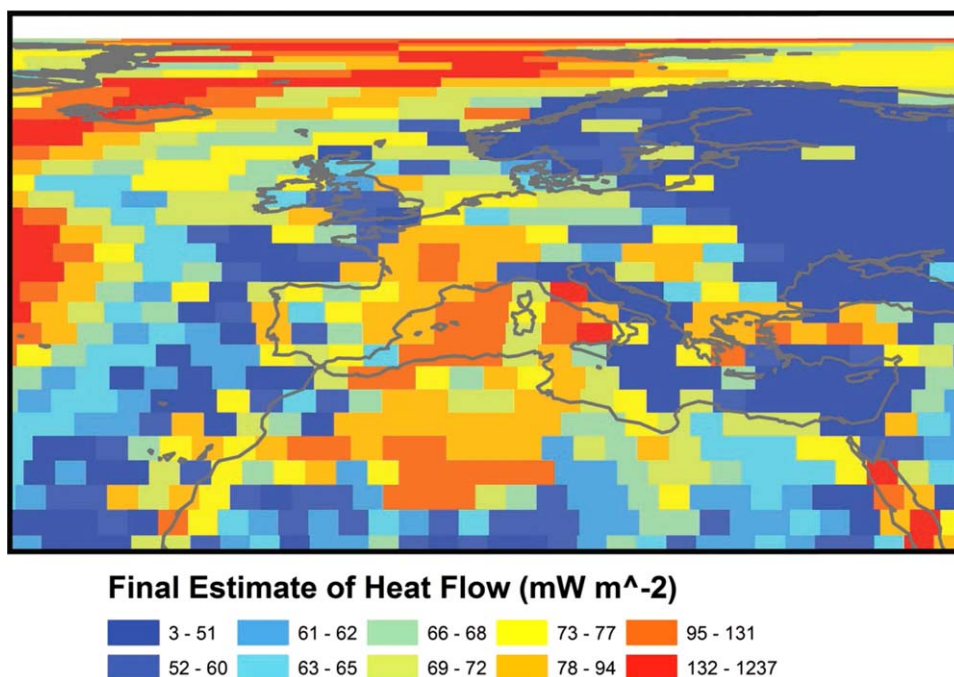 Final Estimate of Heat Flow (mW m^-2)
3 - 51 61 - 62 66 - 68 73 - 77 95 - 131
52 - 60 63 - 65 69 - 72 78 - 94 132 - 1237